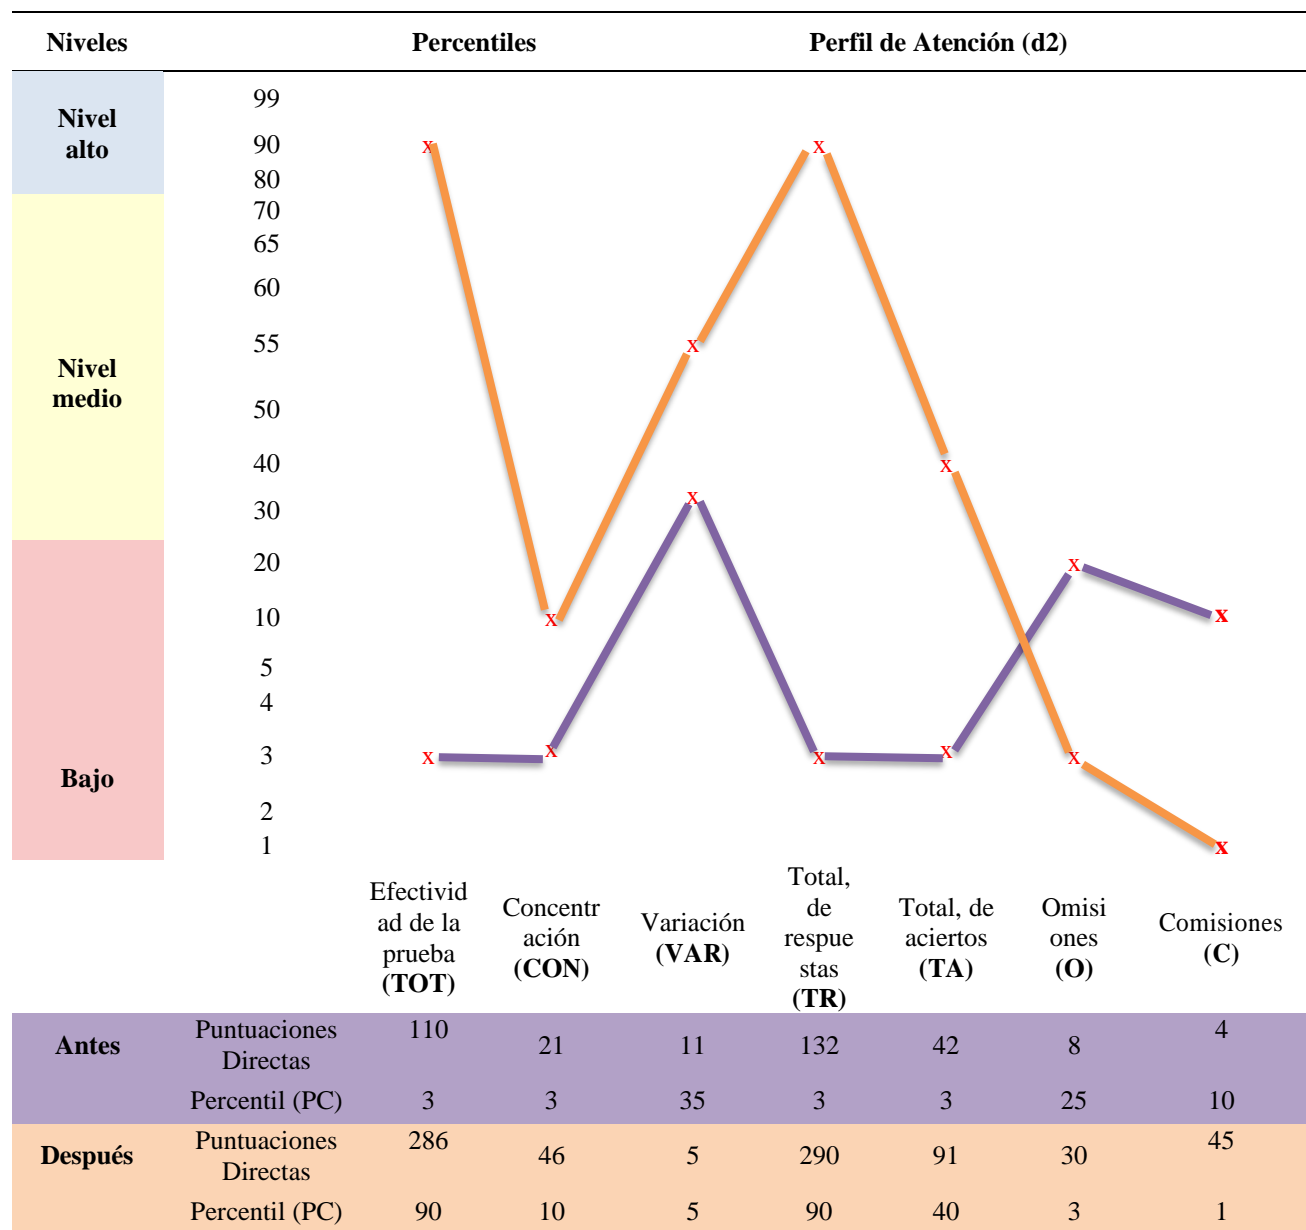 Niveles Percentiles Perfil de Atención (d2)
Nivel
alto
99
90
80
Nivel
medio
70
65
60
55
50
40
30
Bajo
20
10
5
4
3
2
1
x x x x x x x
x x x x x x x
Efectivid
ad de la
prueba
(TOT)
Concentr
ación
(CON)
Variación
(VAR)
Total,
de
respue
stas
(TR)
Total, de
aciertos
(TA)
Omisi
ones
(O)
Comisiones
(C)
Antes
Puntuaciones
Directas
110 21 11 132 42 8 4
Percentil (PC) 3 3 35 3 3 25 10
Después
Puntuaciones
Directas
286 46 5 290 91 30 45
Percentil (PC) 90 10 5 90 40 3 1